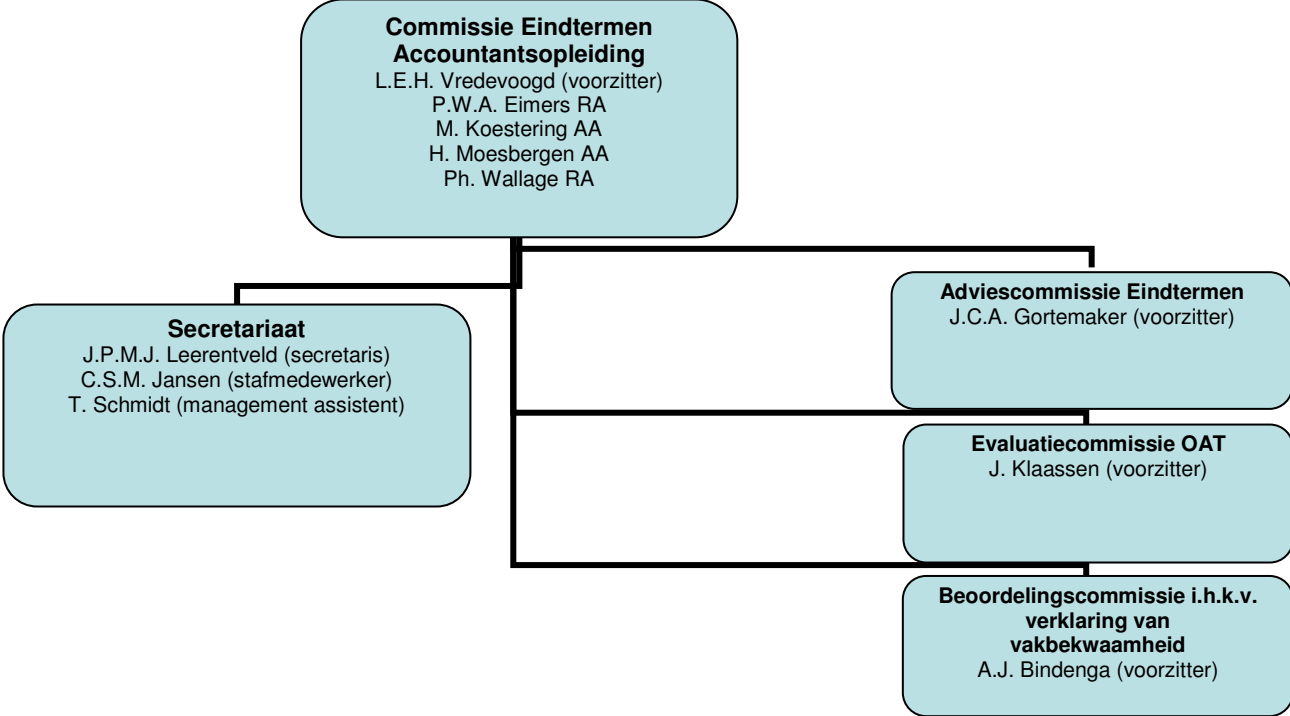 Commissie Eindtermen
Accountantsopleiding
L.E.H. Vredevoogd (voorzitter)
P.W.A. Eimers RA
M. Koestering AA
H. Moesbergen AA
Ph. Wallage RA
Secretariaat
J.P.M.J. Leerentveld (secretaris)
C.S.M. Jansen (stafmedewerker)
T. Schmidt (management assistent)
Adviescommissie Eindtermen
J.C.A. Gortemaker (voorzitter)
Evaluatiecommissie OAT
J. Klaassen (voorzitter)
Beoordelingscommissie i.h.k.v.
verklaring van
vakbekwaamheid
A.J. Bindenga (voorzitter)